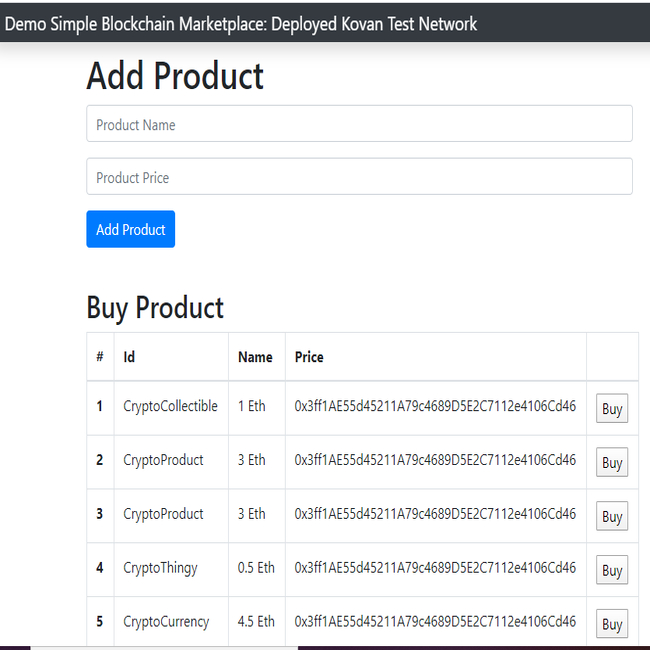 Demo Simple Blockchain Marketplace: Deployed Kovan Test Network
Add Product
Product Name
Product Price
Add Product
Buy Product
# Id Name Price
1 CryptoCollectible 1 Eth 0x3ff1AE55d45211A79c4689D5E2C7112e4106Cd46 Buy
2 CryptoProduct 3 Eth 0x3ff1AE55d45211A79c4689D5E2C7112e4106Cd46 Buy
3 CryptoProduct 3 Eth 0x3ff1AE55d45211A79c4689D5E2C7112e4106Cd46 Buy
4 CryptoThingy 0.5 Eth 0x3ff1AE55d45211A79c4689D5E2C7112e4106Cd46 Buy
5 CryptoCurrency 4.5 Eth 0x3ff1AE55d45211A79c4689D5E2C7112e4106Cd46 Buy